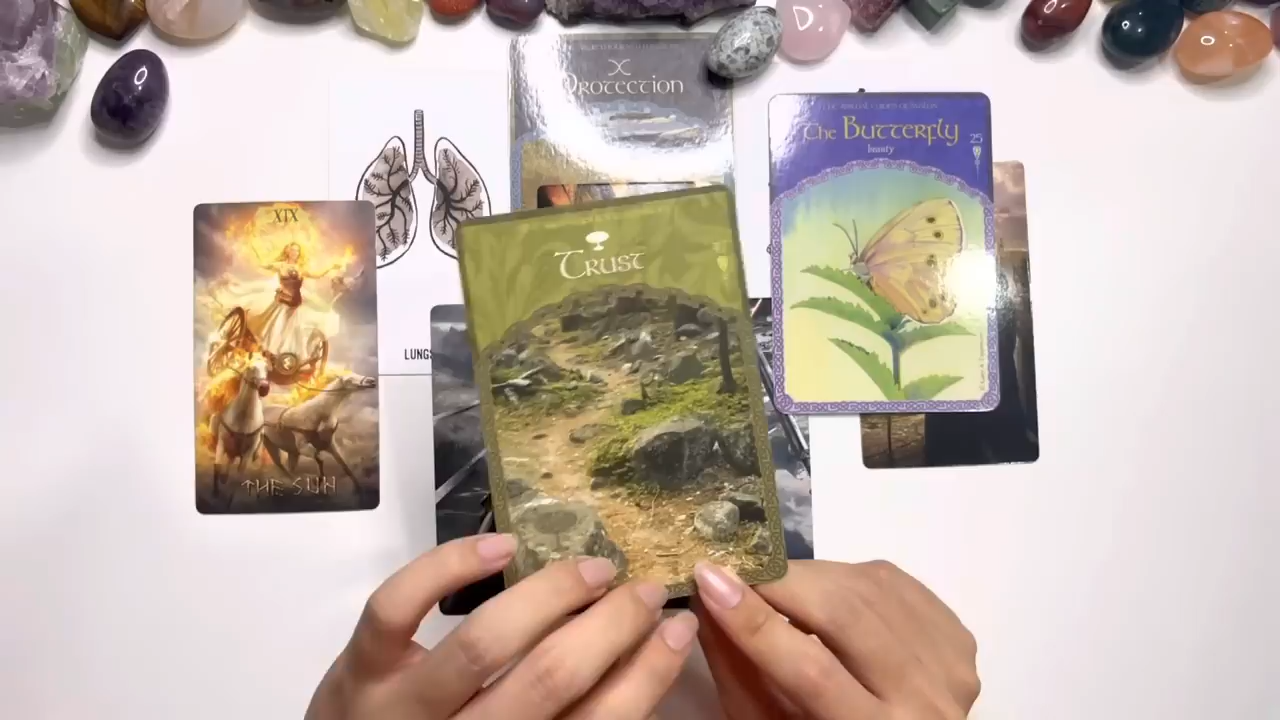 X
Protection
The Butterfly
25
beauty
XIX
Trust
LUNGS
THE SUN